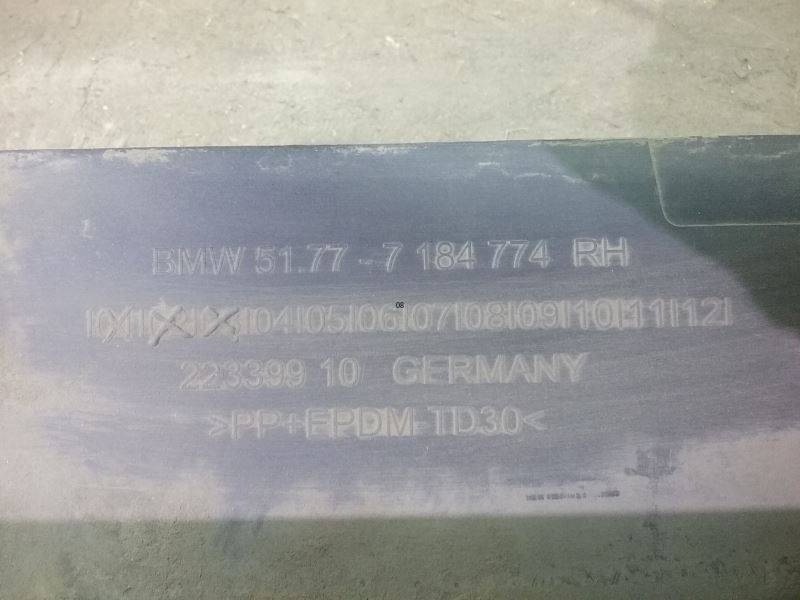 BMW 51.77 - 7 184 774 RH
08
|04|05|06|07|08|09|10|11|12|
223399 10 GERMANY
>PP+EPDM-TD30<